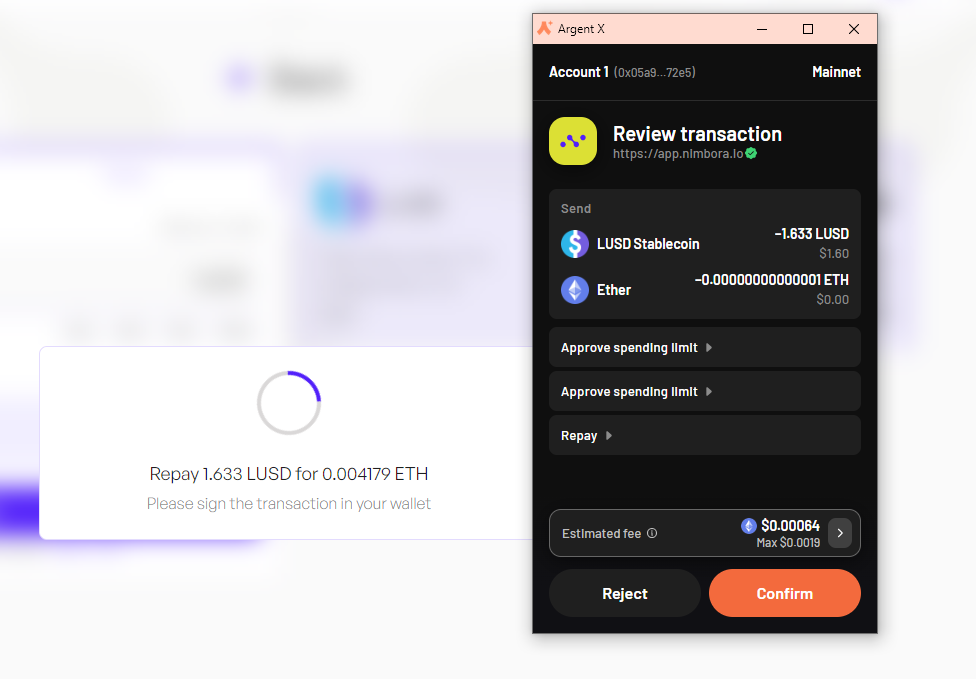 Repay 1.633 LUSD for 0.004179 ETH
Please sign the transaction in your wallet
Argent X
Account 1 (0x05a9...72e5)
Mainnet
Review transaction
https://app.nimbora.io
Send
LUSD Stablecoin
−1.633 LUSD
$1.60
Ether
−0.00000000000001 ETH
$0.00
Approve spending limit
Approve spending limit
Repay
Estimated fee
$0.00064
Max $0.0019
Reject
Confirm